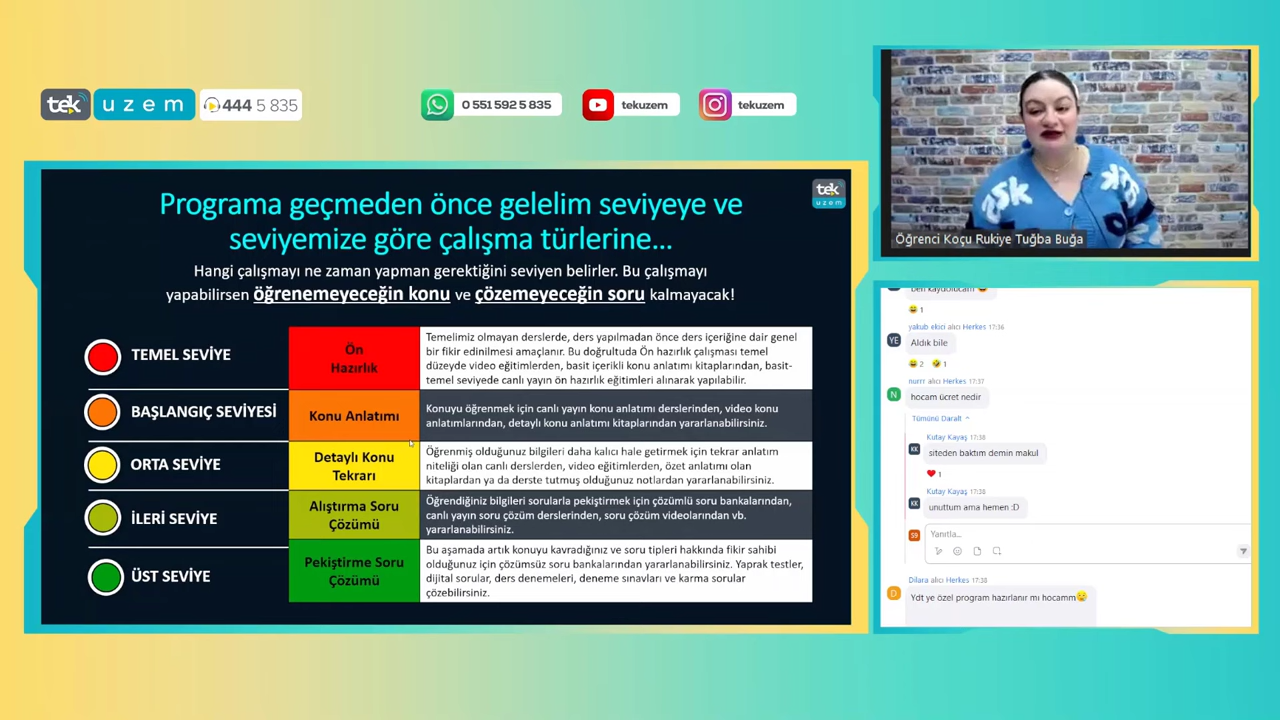 tek
uzem
444 5 835
0 551 592 5 835
tekuzem
tekuzem
tek
uzem
Programa geçmeden önce gelelim seviyeye ve
seviyemize göre çalışma türlerine...
Hangi çalışmayı ne zaman yapman gerektiğini seviyen belirler. Bu çalışmayı
yapabilirsen öğrenemeyeceğin konu ve çözemeyeceğin soru kalmayacak!
TEMEL SEVİYE
Ön
Hazırlık
Temelimiz olmayan derslerde, ders yapılmadan önce ders içeriğine dair genel
bir fikir edinilmesi amaçlanır. Bu doğrultuda Ön hazırlık çalışması temel
düzeyde video eğitimlerden, basit içerikli konu anlatımı kitaplarından, basit-
temel seviyede canlı yayın ön hazırlık eğitimleri alınarak yapılabilir.
BAŞLANGIÇ SEVİYESİ
Konu Anlatımı
Konuyu öğrenmek için canlı yayın konu anlatımı derslerinden, video konu
anlatımlarından, detaylı konu anlatımı kitaplarından yararlanabilirsiniz.
ORTA SEVİYE
Detaylı Konu
Tekrarı
Öğrenmiş olduğunuz bilgileri daha kalıcı hale getirmek için tekrar anlatım
niteliği olan canlı derslerden, video eğitimlerden, özet anlatımı olan
kitaplardan ya da derste tutmuş olduğunuz notlardan yararlanabilirsiniz.
İLERİ SEVİYE
Alıştırma Soru
Çözümü
Öğrendiğiniz bilgileri sorularla pekiştirmek için çözümlü soru bankalarından,
canlı yayın soru çözüm derslerinden, soru çözüm videolarından vb.
yararlanabilirsiniz.
ÜST SEVİYE
Pekiştirme Soru
Çözümü
Bu aşamada artık konuyu kavradığınız ve soru tipleri hakkında fikir sahibi
olduğunuz için çözümsüz soru bankalarından yararlanabilirsiniz. Yaprak testler,
dijital sorular, ders denemeleri, deneme sınavları ve karma sorular
çözebilirsiniz.
Öğrenci Koçu Rukiye Tuğba Buğa
ben kaydolucam
1
yakub ekici alıcı Herkes 17:36
YE
Aldık bile
2 1
nurrr alıcı Herkes 17:37
N
hocam ücret nedir
Tümünü Daralt
Kutay Kayaş 17:38
KK
siteden baktım demin makul
1
Kutay Kayaş 17:38
KK
unuttum ama hemen :D
S9
Yanıtla...
Dilara alıcı Herkes 17:38
D
Ydt ye özel program hazırlanır mı hocamm